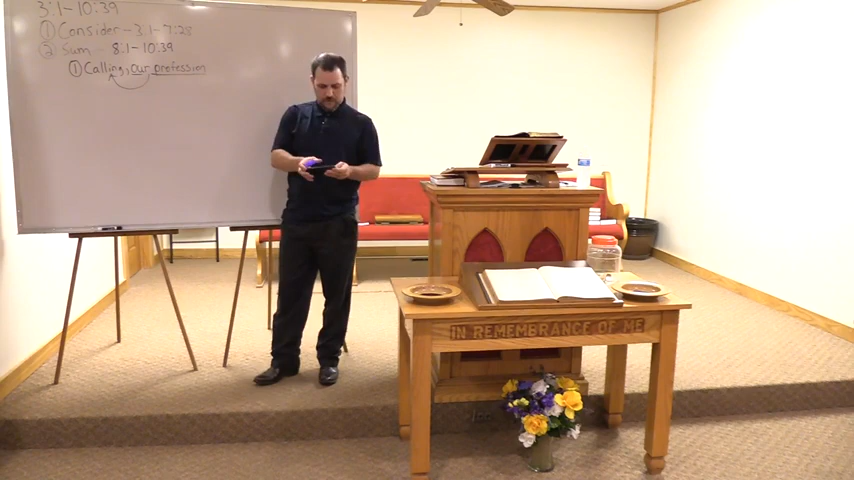 3:1-10:39
① Consider - 3:1-7:28
② Sum - 8:1-10:39
① Calling, our profession
IN REMEMBRANCE OF ME